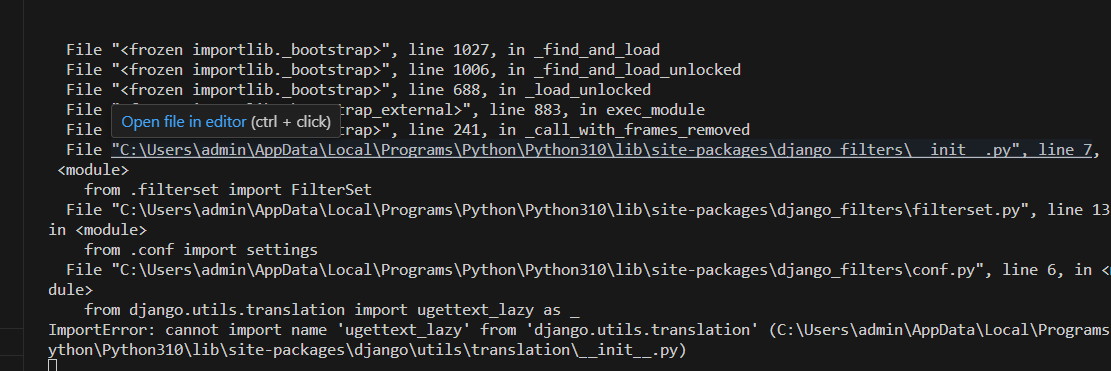 File "<frozen importlib._bootstrap>", line 1027, in _find_and_load
File "<frozen importlib._bootstrap>", line 1006, in _find_and_load_unlocked
File "<frozen importlib._bootstrap>", line 688, in _load_unlocked
File trap_external>", line 883, in exec_module
Open file in editor (ctrl + click)
File trap>", line 241, in _call_with_frames_removed
File "C:\Users\admin\AppData\Local\Programs\Python\Python310\lib\site-packages\django_filters\__init__.py", line 7,
<module>
from .filterset import FilterSet
File "C:\Users\admin\AppData\Local\Programs\Python\Python310\lib\site-packages\django_filters\filterset.py", line 13
in <module>
from .conf import settings
File "C:\Users\admin\AppData\Local\Programs\Python\Python310\lib\site-packages\django_filters\conf.py", line 6, in <
dule>
from django.utils.translation import ugettext_lazy as _
ImportError: cannot import name 'ugettext_lazy' from 'django.utils.translation' (C:\Users\admin\AppData\Local\Programs
ython\Python310\lib\site-packages\django\utils\translation\__init__.py)